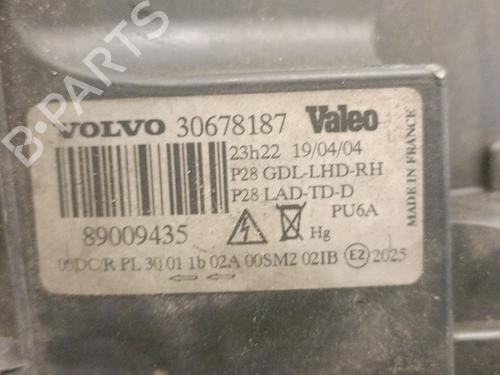 B-PARTS
VOLVO 30678187 Valeo
23h22 19/04/04
P28 GDL-LHD-RH
P28 LAD-TD-D
PU6A
89009435
Hg
00DC/R PL 30 01 1b 02A 00SM2 02IB E2 2025
MADE IN FRANCE